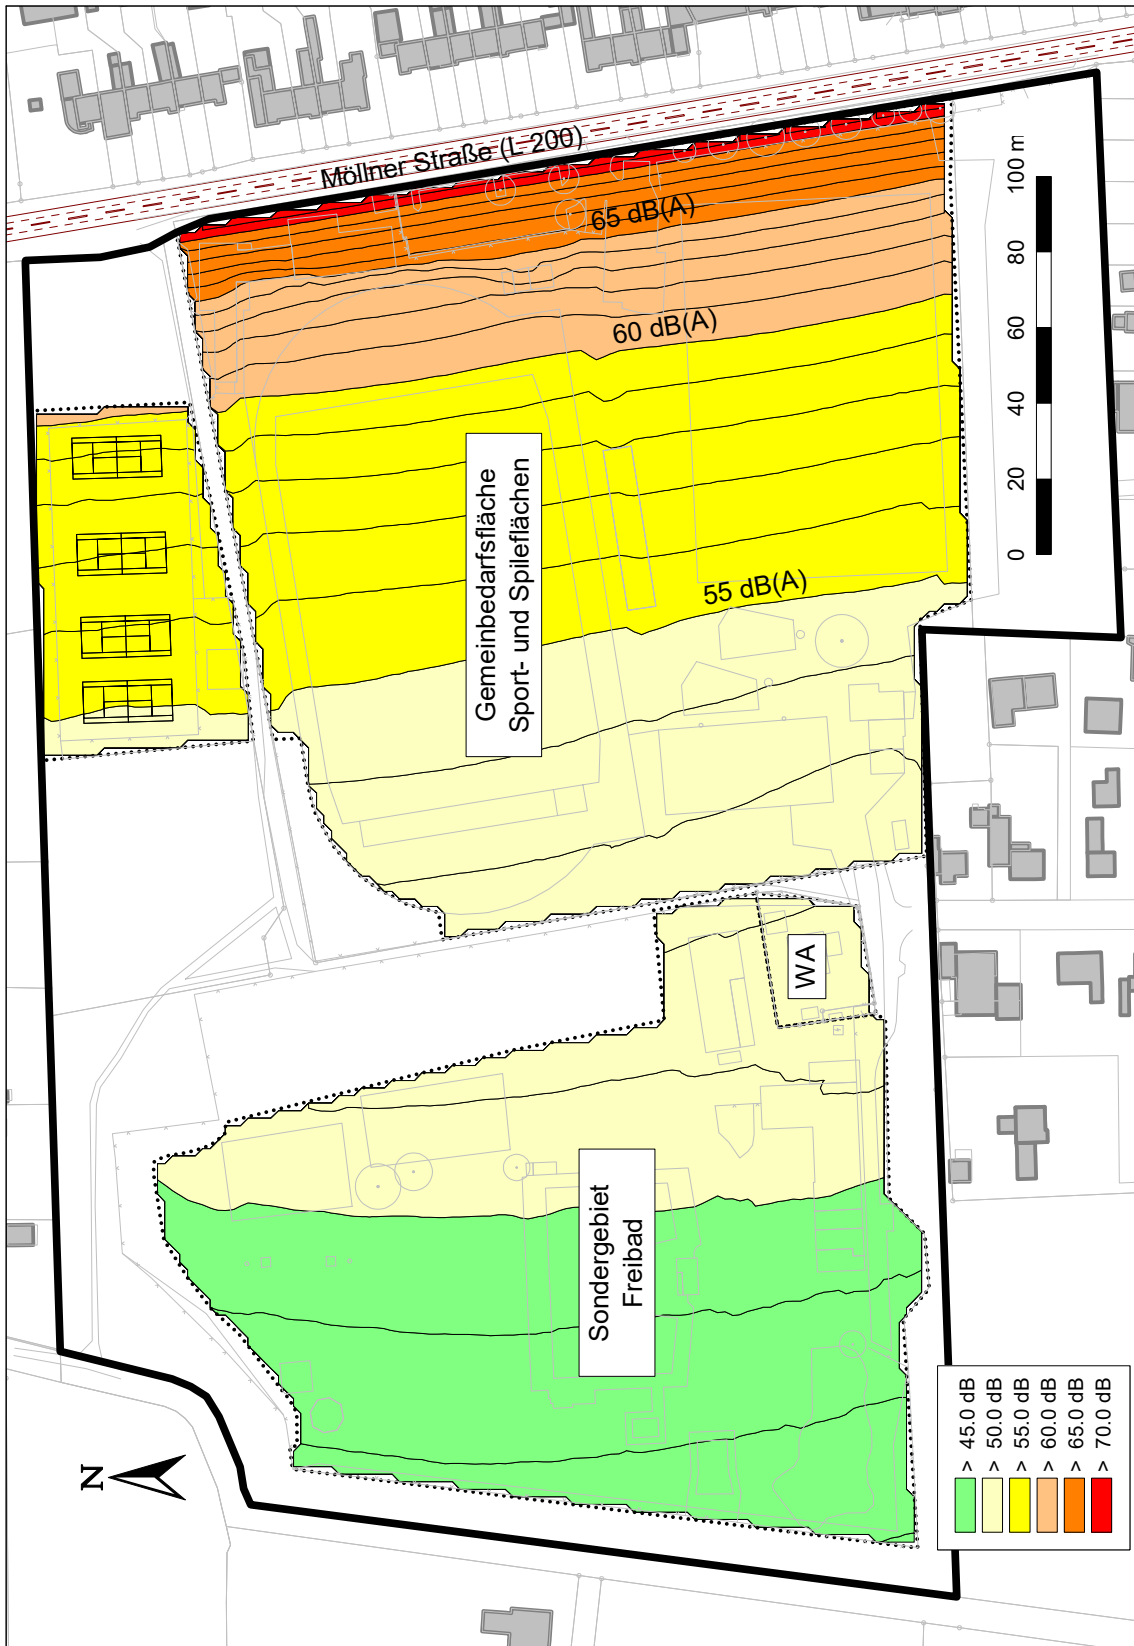 Möllner Straße (L 200)
65 dB(A)
60 dB(A)
55 dB(A)
Gemeinbedarfsfläche
Sport- und Spileflächen
WA
Sondergebiet
Freibad
N
0 20 40 60 80 100 m
> 45.0 dB
> 50.0 dB
> 55.0 dB
> 60.0 dB
> 65.0 dB
> 70.0 dB